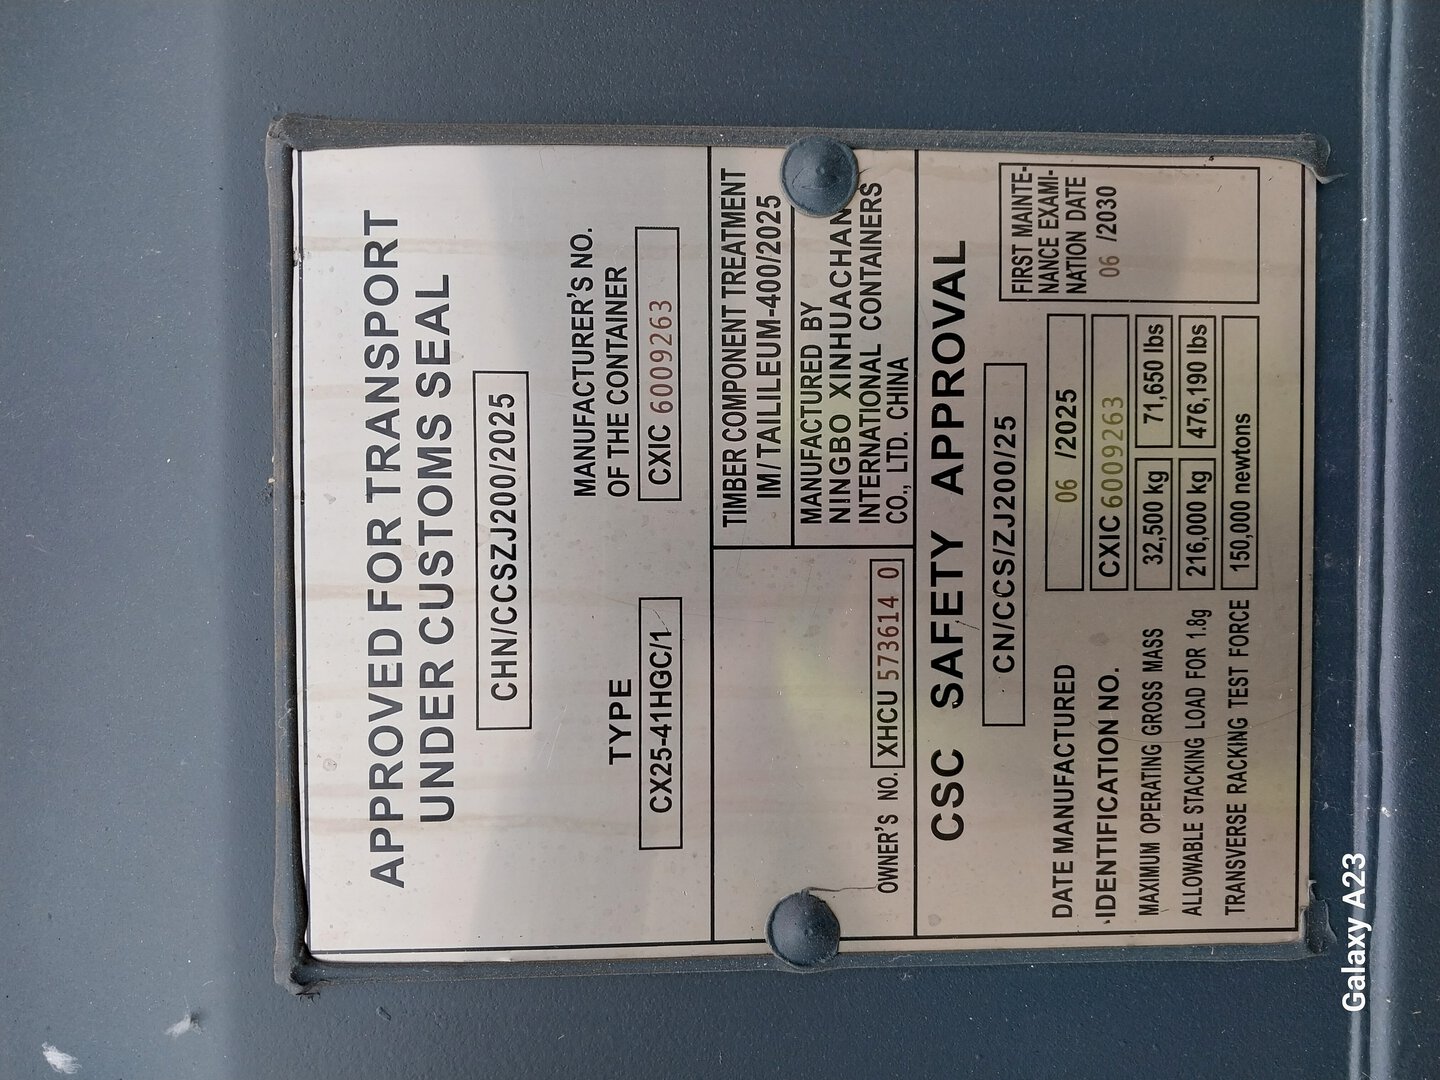 APPROVED FOR TRANSPORT
UNDER CUSTOMS SEAL
CHN/CCSZJ200/2025
TYPE
CX25-41HGC/1
MANUFACTURER'S NO.
OF THE CONTAINER
CXIC 6009263
TIMBER COMPONENT TREATMENT
IM/TAILILEUM-400/2025
MANUFACTURED BY
NINGBO XINHUACHAN
INTERNATIONAL CONTAINERS
CO., LTD. CHINA
OWNER'S NO. XHCU 573614 0
CSC SAFETY APPROVAL
CN/CCS/ZJ200/25
DATE MANUFACTURED 06 /2025
IDENTIFICATION NO. CXIC 6009263
MAXIMUM OPERATING GROSS MASS 32,500 kg 71,650 lbs
ALLOWABLE STACKING LOAD FOR 1.8g 216,000 kg 476,190 lbs
TRANSVERSE RACKING TEST FORCE 150,000 newtons
FIRST MAINTE-
NANCE EXAMI-
NATION DATE
06 /2030
Galaxy A23